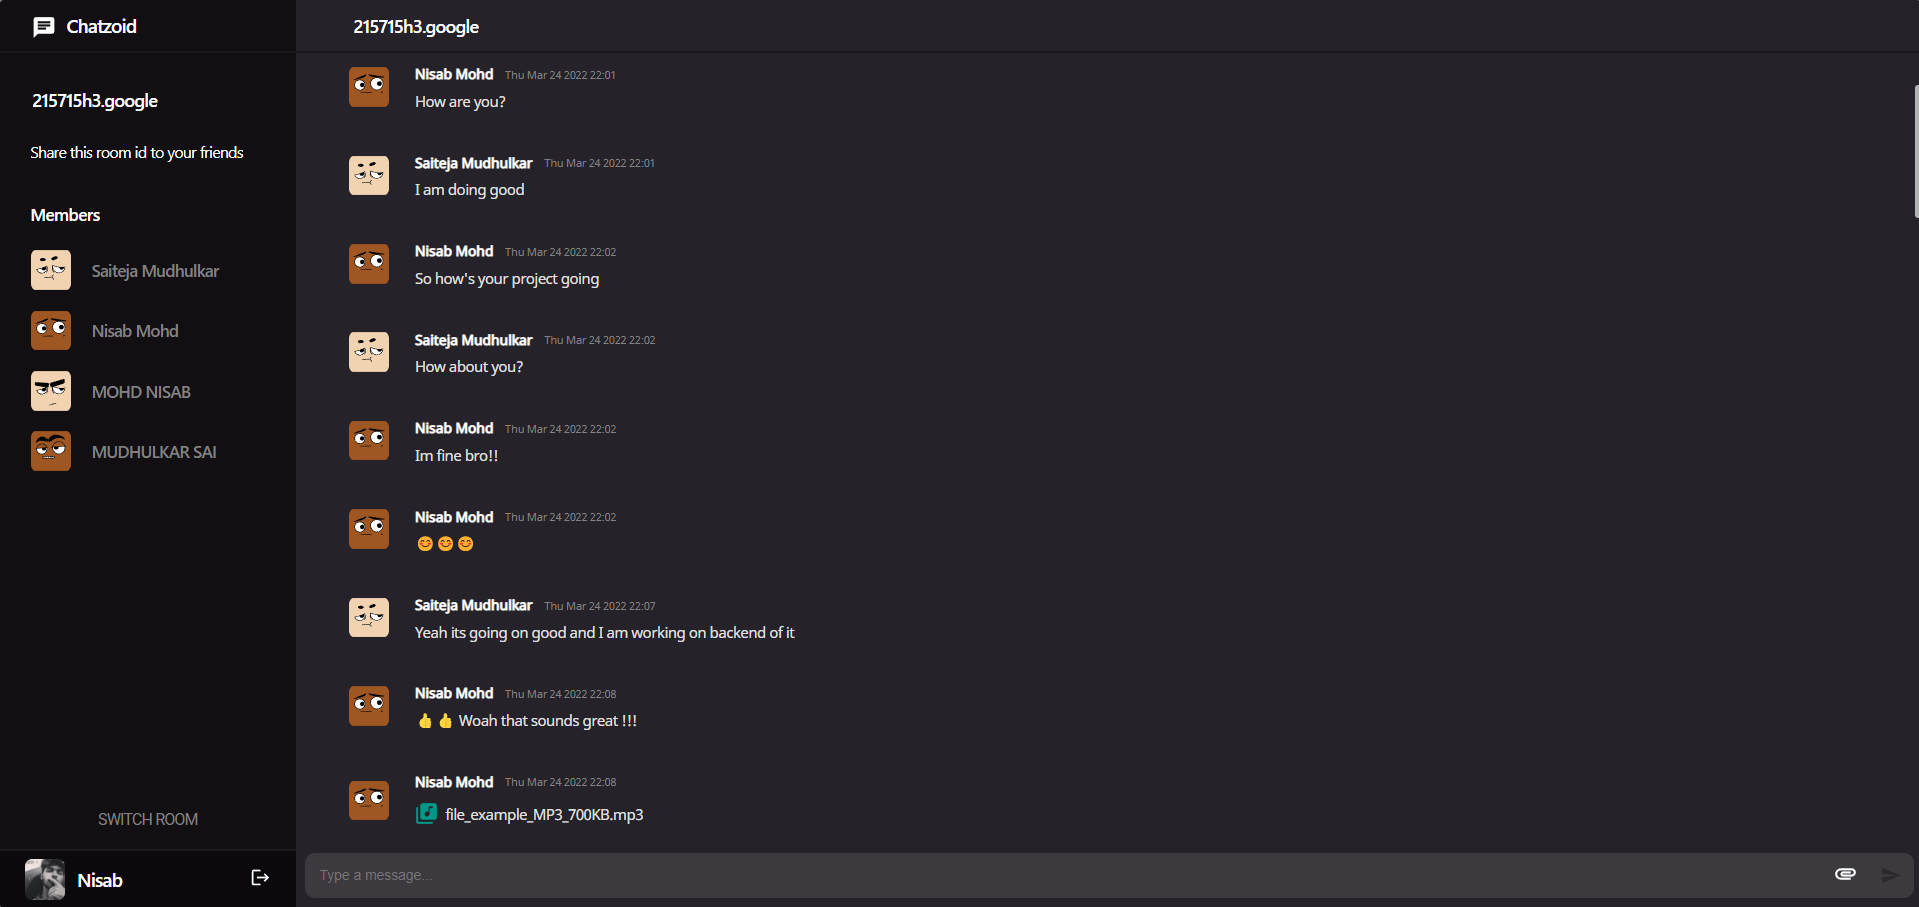 Chatzoid
215715h3.google
Share this room id to your friends
Members
Saiteja Mudhulkar
Nisab Mohd
MOHD NISAB
MUDHULKAR SAI
SWITCH ROOM
Nisab
215715h3.google
Nisab Mohd Thu Mar 24 2022 22:01
How are you?
Saiteja Mudhulkar Thu Mar 24 2022 22:01
I am doing good
Nisab Mohd Thu Mar 24 2022 22:02
So how's your project going
Saiteja Mudhulkar Thu Mar 24 2022 22:02
How about you?
Nisab Mohd Thu Mar 24 2022 22:02
Im fine bro!!
Nisab Mohd Thu Mar 24 2022 22:02
😊😊😊
Saiteja Mudhulkar Thu Mar 24 2022 22:07
Yeah its going on good and I am working on backend of it
Nisab Mohd Thu Mar 24 2022 22:08
👍👍 Woah that sounds great !!!
Nisab Mohd Thu Mar 24 2022 22:08
file_example_MP3_700KB.mp3
Type a message...